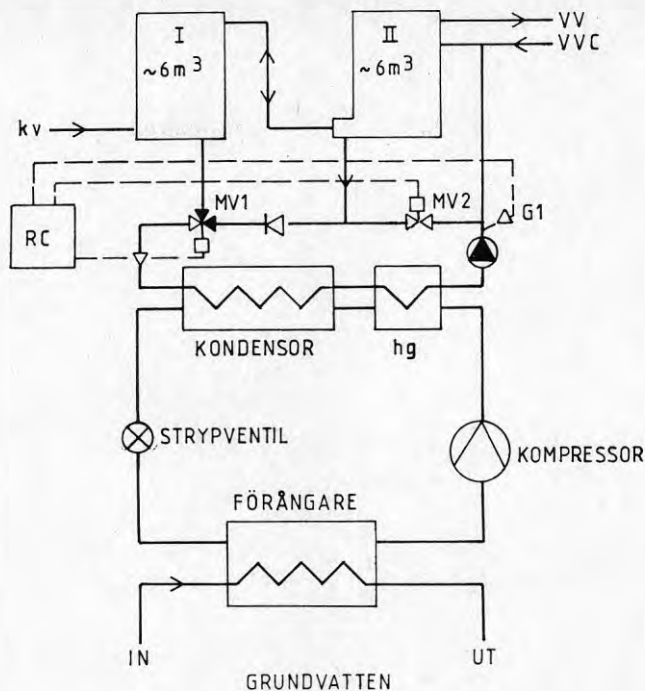 I
~6m³
II
~6m³
VV
VVC
kv
MV1
MV2
G1
RC
KONDENSOR
hg
STRYPVENTIL
KOMPRESSOR
FÖRÅNGARE
IN
UT
GRUNDVATTEN